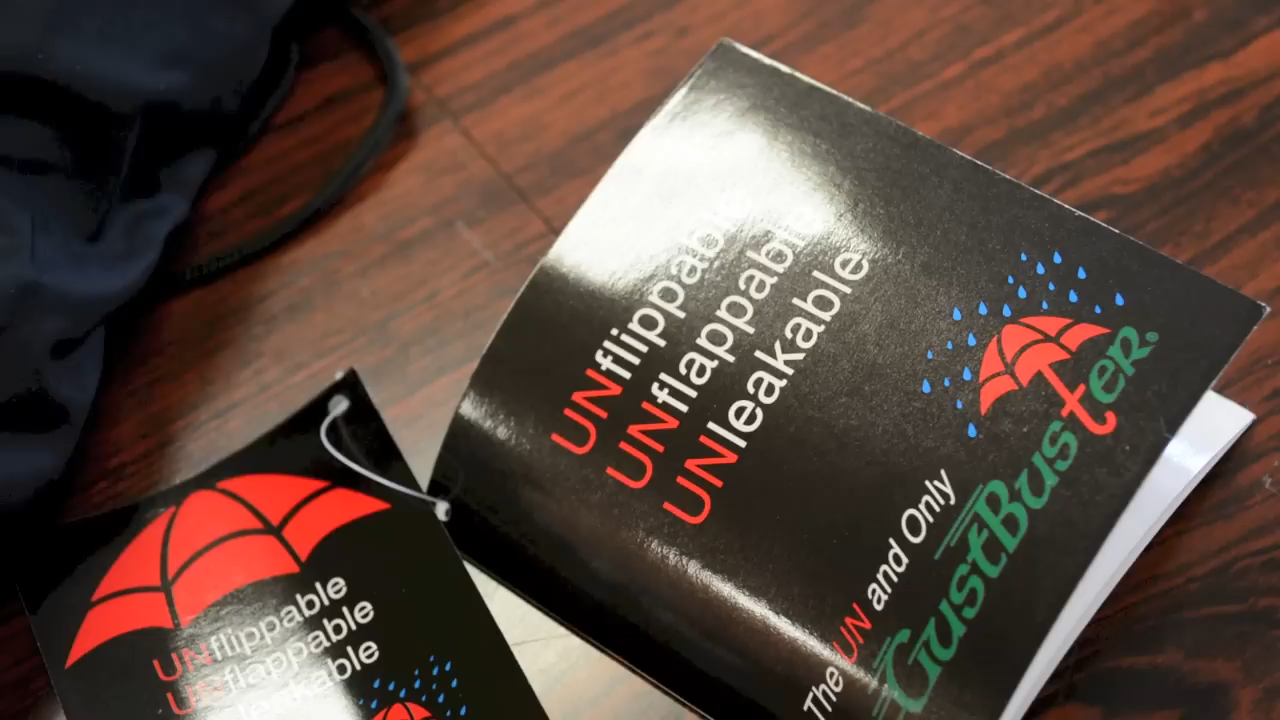 UNflippable
UNflappable
UNleakable
The UN and Only
GustBuster®
UNflippable
UNflappable